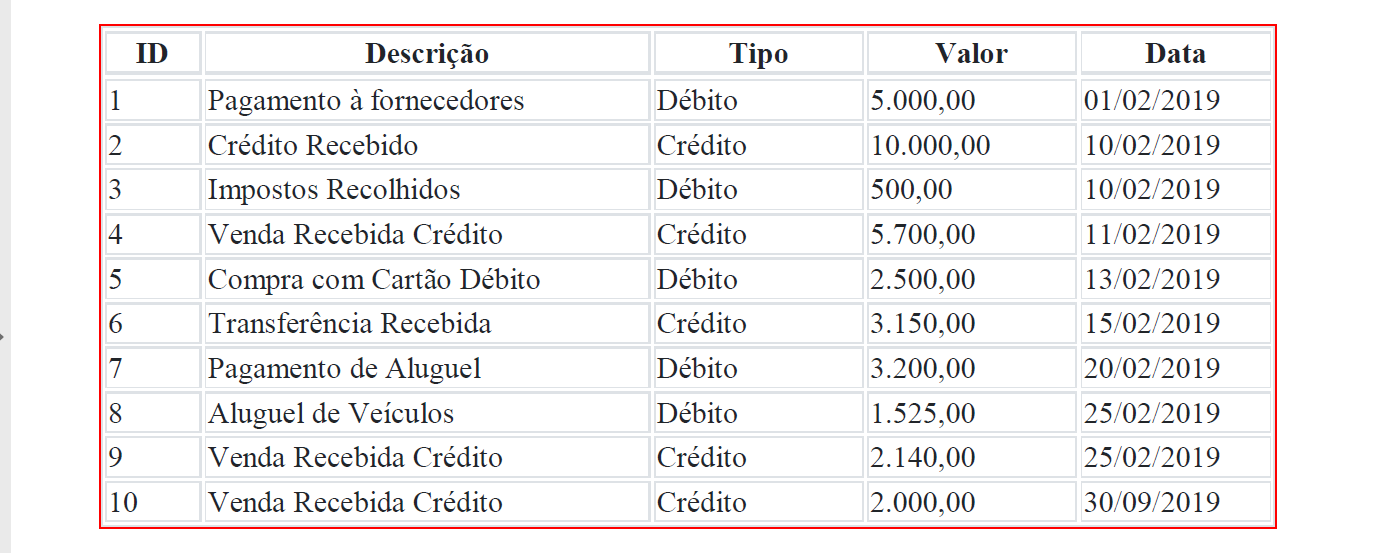 ID Descrição Tipo Valor Data
1 Pagamento à fornecedores Débito 5.000,00 01/02/2019
2 Crédito Recebido Crédito 10.000,00 10/02/2019
3 Impostos Recolhidos Débito 500,00 10/02/2019
4 Venda Recebida Crédito Crédito 5.700,00 11/02/2019
5 Compra com Cartão Débito Débito 2.500,00 13/02/2019
6 Transferência Recebida Crédito 3.150,00 15/02/2019
7 Pagamento de Aluguel Débito 3.200,00 20/02/2019
8 Aluguel de Veículos Débito 1.525,00 25/02/2019
9 Venda Recebida Crédito Crédito 2.140,00 25/02/2019
10 Venda Recebida Crédito Crédito 2.000,00 30/09/2019